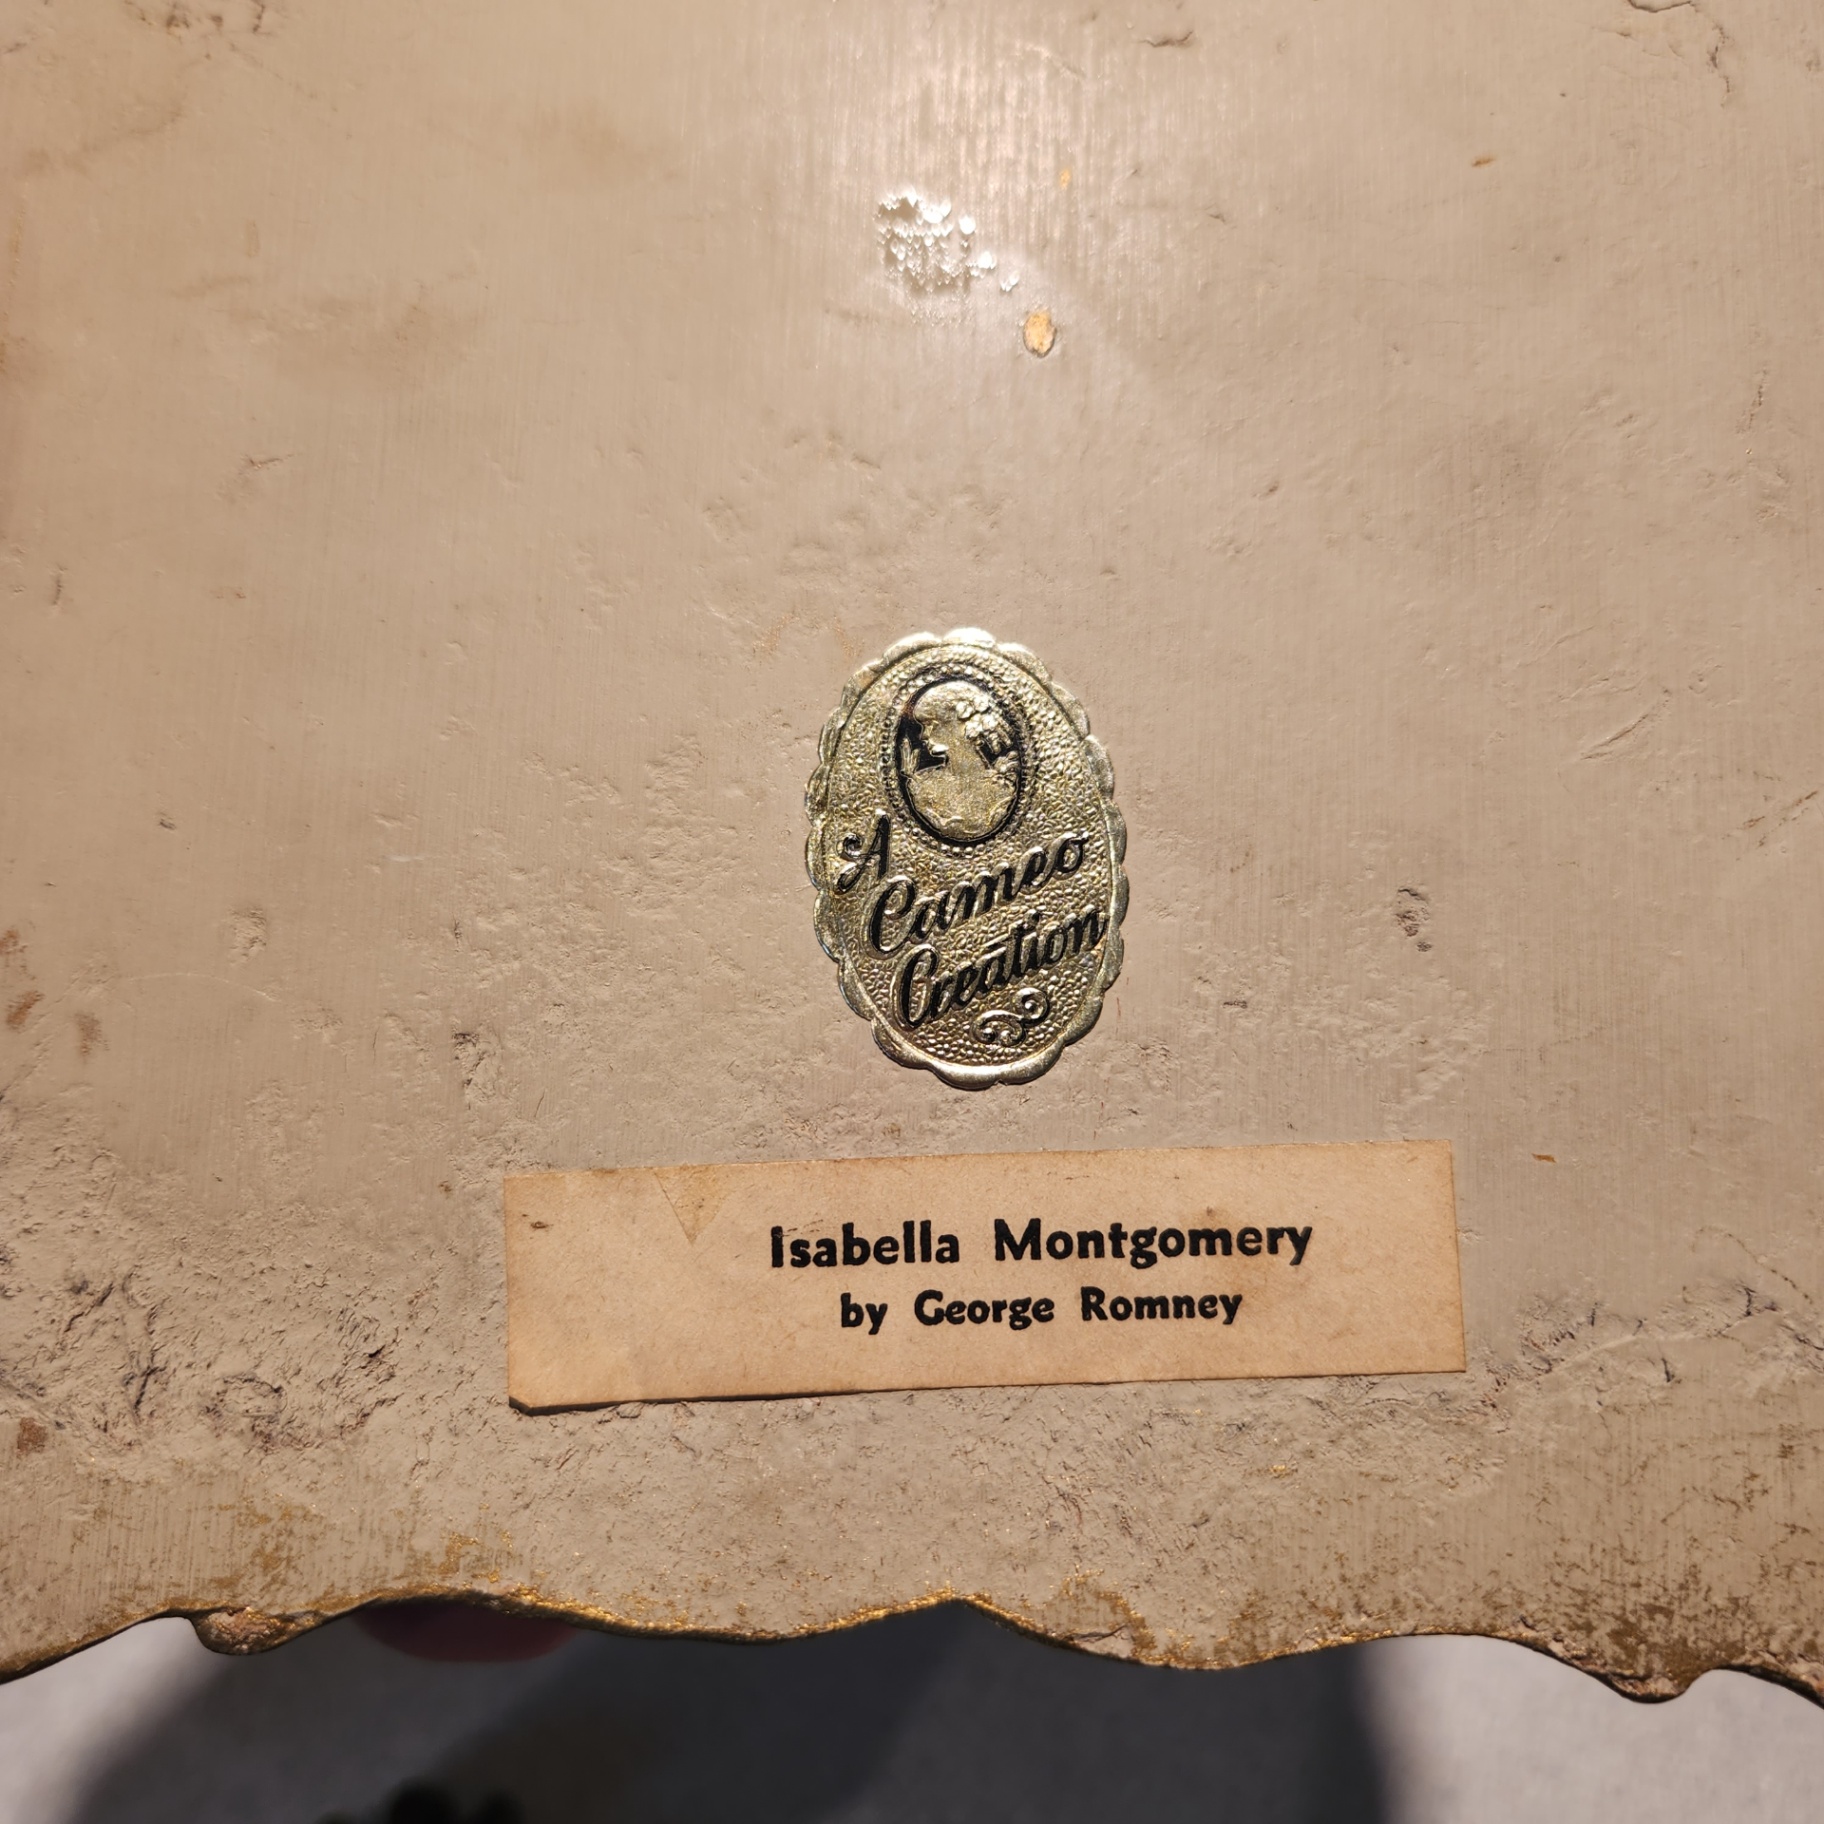 A
Cameo
Creation
Isabella Montgomery
by George Romney